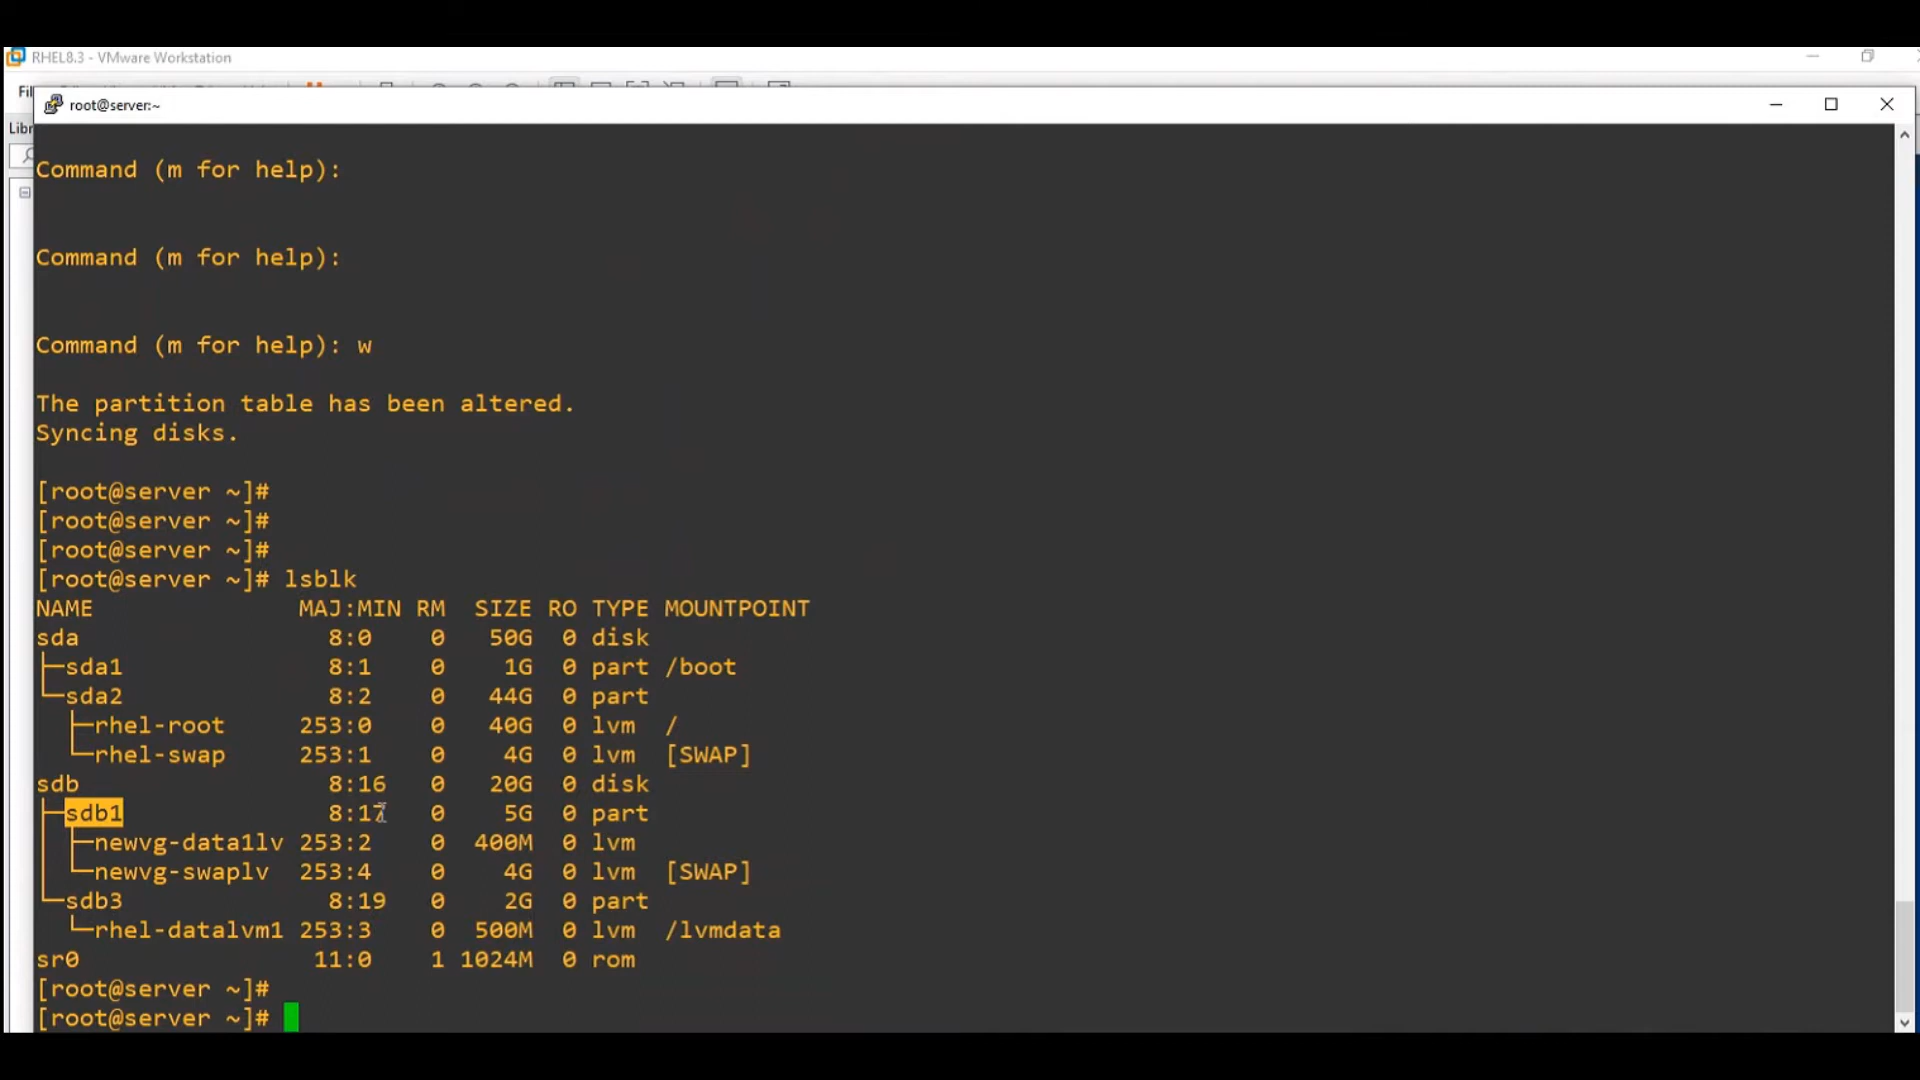 RHEL8.3 - VMware Workstation
Fil
root@server:~
Libr
Command (m for help):
Command (m for help):
Command (m for help): w
The partition table has been altered.
Syncing disks.
[root@server ~]#
[root@server ~]#
[root@server ~]#
[root@server ~]# lsblk
NAME MAJ:MIN RM SIZE RO TYPE MOUNTPOINT
sda 8:0 0 50G 0 disk
├─sda1 8:1 0 1G 0 part /boot
└─sda2 8:2 0 44G 0 part
├─rhel-root 253:0 0 40G 0 lvm /
└─rhel-swap 253:1 0 4G 0 lvm [SWAP]
sdb 8:16 0 20G 0 disk
├─sdb1 8:17 0 5G 0 part
│ ├─newvg-data1lv 253:2 0 400M 0 lvm
│ └─newvg-swaplv 253:4 0 4G 0 lvm [SWAP]
└─sdb3 8:19 0 2G 0 part
└─rhel-datalvm1 253:3 0 500M 0 lvm /lvmdata
sr0 11:0 1 1024M 0 rom
[root@server ~]#
[root@server ~]#